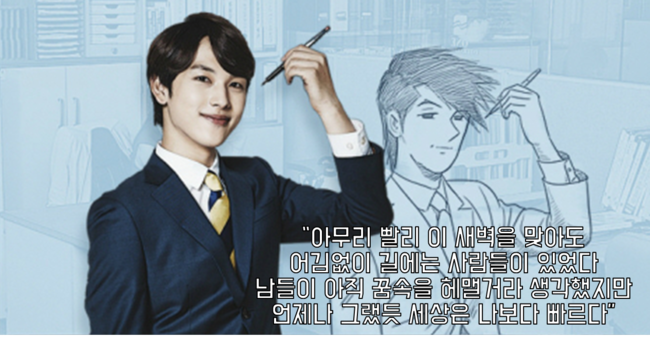 "아무리 빨리 이 새벽을 맞아도
어김없이 길에는 사람들이 있었다
남들이 아직 꿈속을 헤맬거라 생각했지만
언제나 그랬듯 세상은 나보다 빠르다"